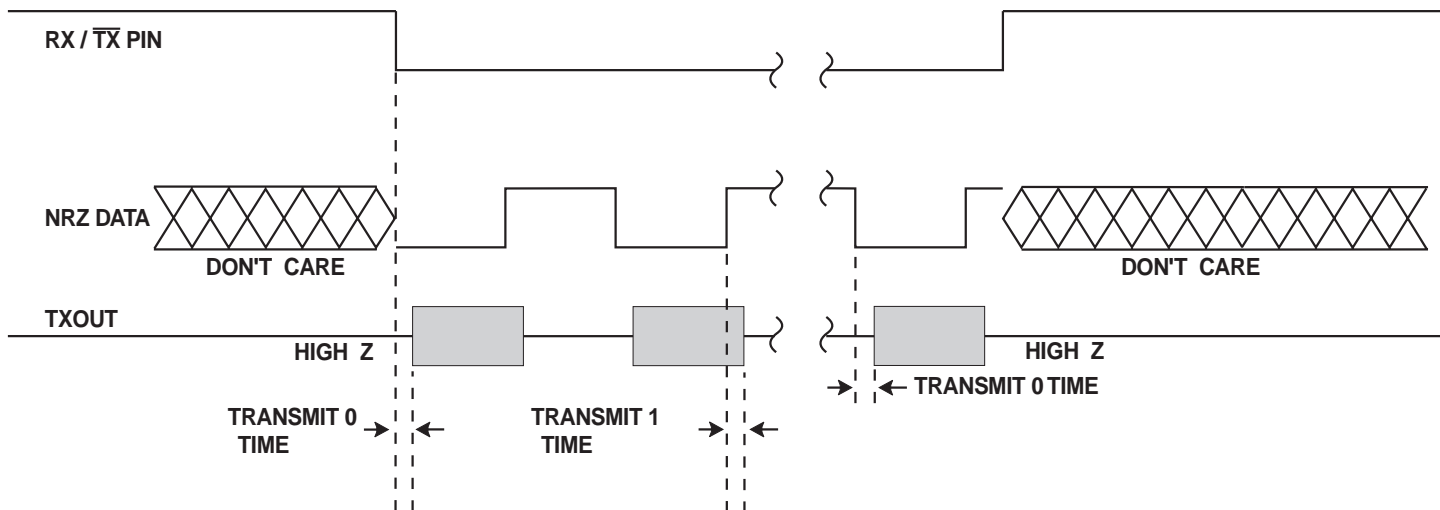 RX / T̅X̅ PIN
NRZ DATA
DON'T CARE
DON'T CARE
TXOUT
HIGH Z
HIGH Z
TRANSMIT 0 TIME
TRANSMIT 0
TIME
TRANSMIT 1
TIME